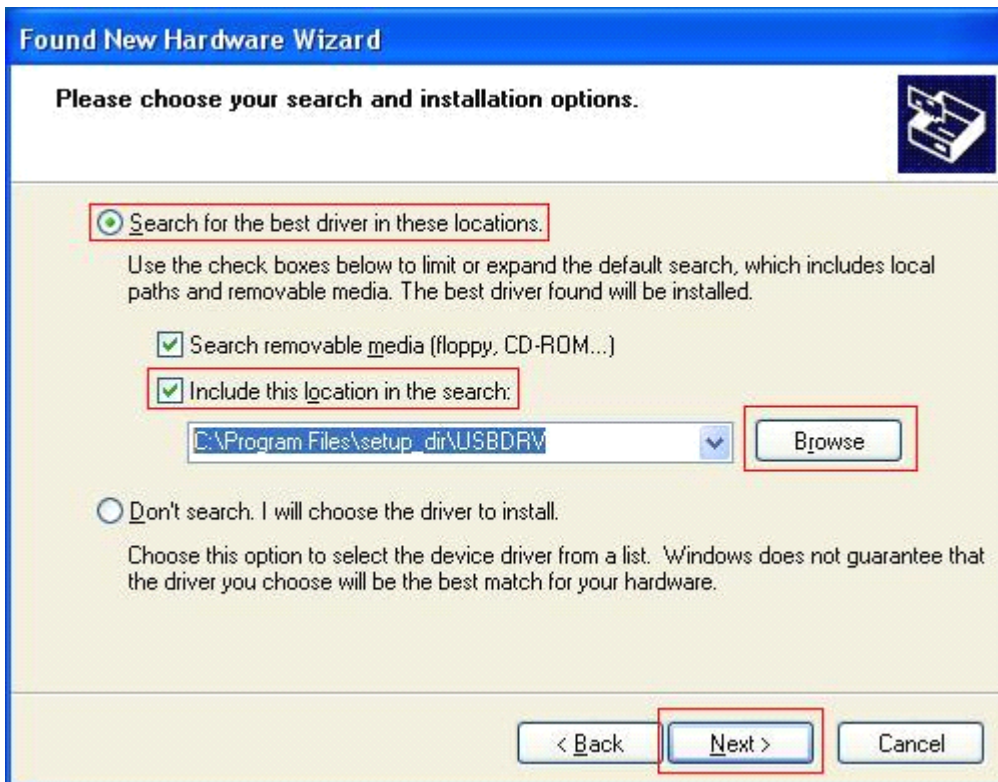 Found New Hardware Wizard
Please choose your search and installation options.
Search for the best driver in these locations.
Use the check boxes below to limit or expand the default search, which includes local
paths and removable media. The best driver found will be installed.
Search removable media (floppy, CD-ROM...)
Include this location in the search:
C:\Program Files\setup_dir\USBDRV
Browse
Don't search. I will choose the driver to install.
Choose this option to select the device driver from a list. Windows does not guarantee that
the driver you choose will be the best match for your hardware.
< Back
Next >
Cancel